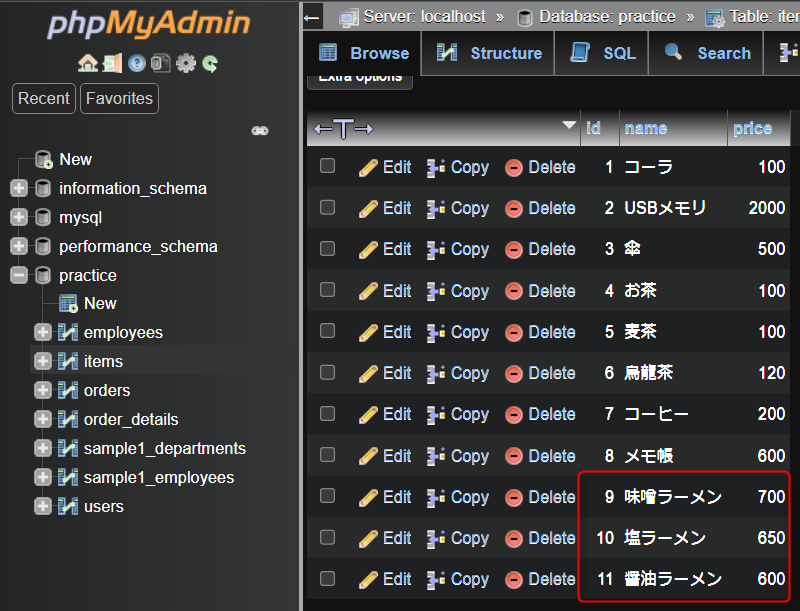 phpMyAdmin
Recent Favorites
New
information_schema
mysql
performance_schema
practice
New
employees
items
orders
order_details
sample1_departments
sample1_employees
users
Server: localhost » Database: practice » Table: iter
Browse Structure SQL Search
Extra options
←T→ id name price
Edit Copy Delete 1 コーラ 100
Edit Copy Delete 2 USBメモリ 2000
Edit Copy Delete 3 傘 500
Edit Copy Delete 4 お茶 100
Edit Copy Delete 5 麦茶 100
Edit Copy Delete 6 烏龍茶 120
Edit Copy Delete 7 コーヒー 200
Edit Copy Delete 8 メモ帳 600
Edit Copy Delete 9 味噌ラーメン 700
Edit Copy Delete 10 塩ラーメン 650
Edit Copy Delete 11 醤油ラーメン 600